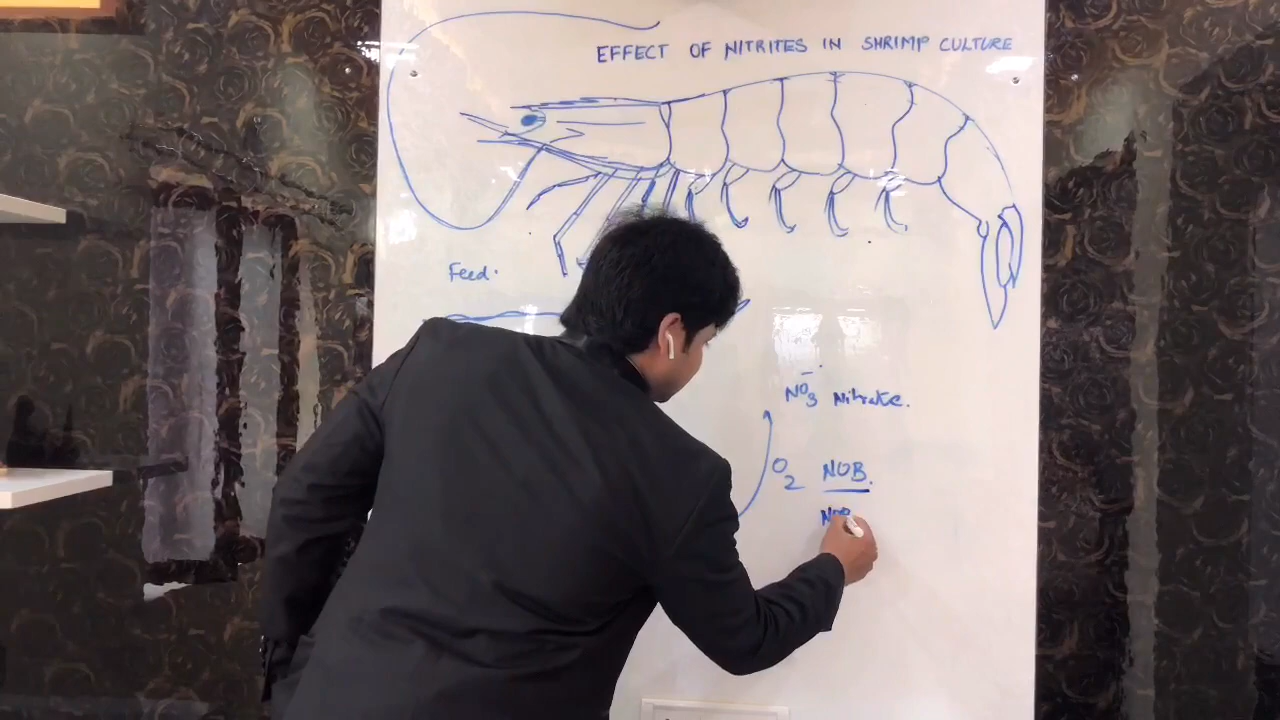 EFFECT OF NITRITES IN SHRIMP CULTURE
Feed.
NO3- Nitrate.
O2 NOB.